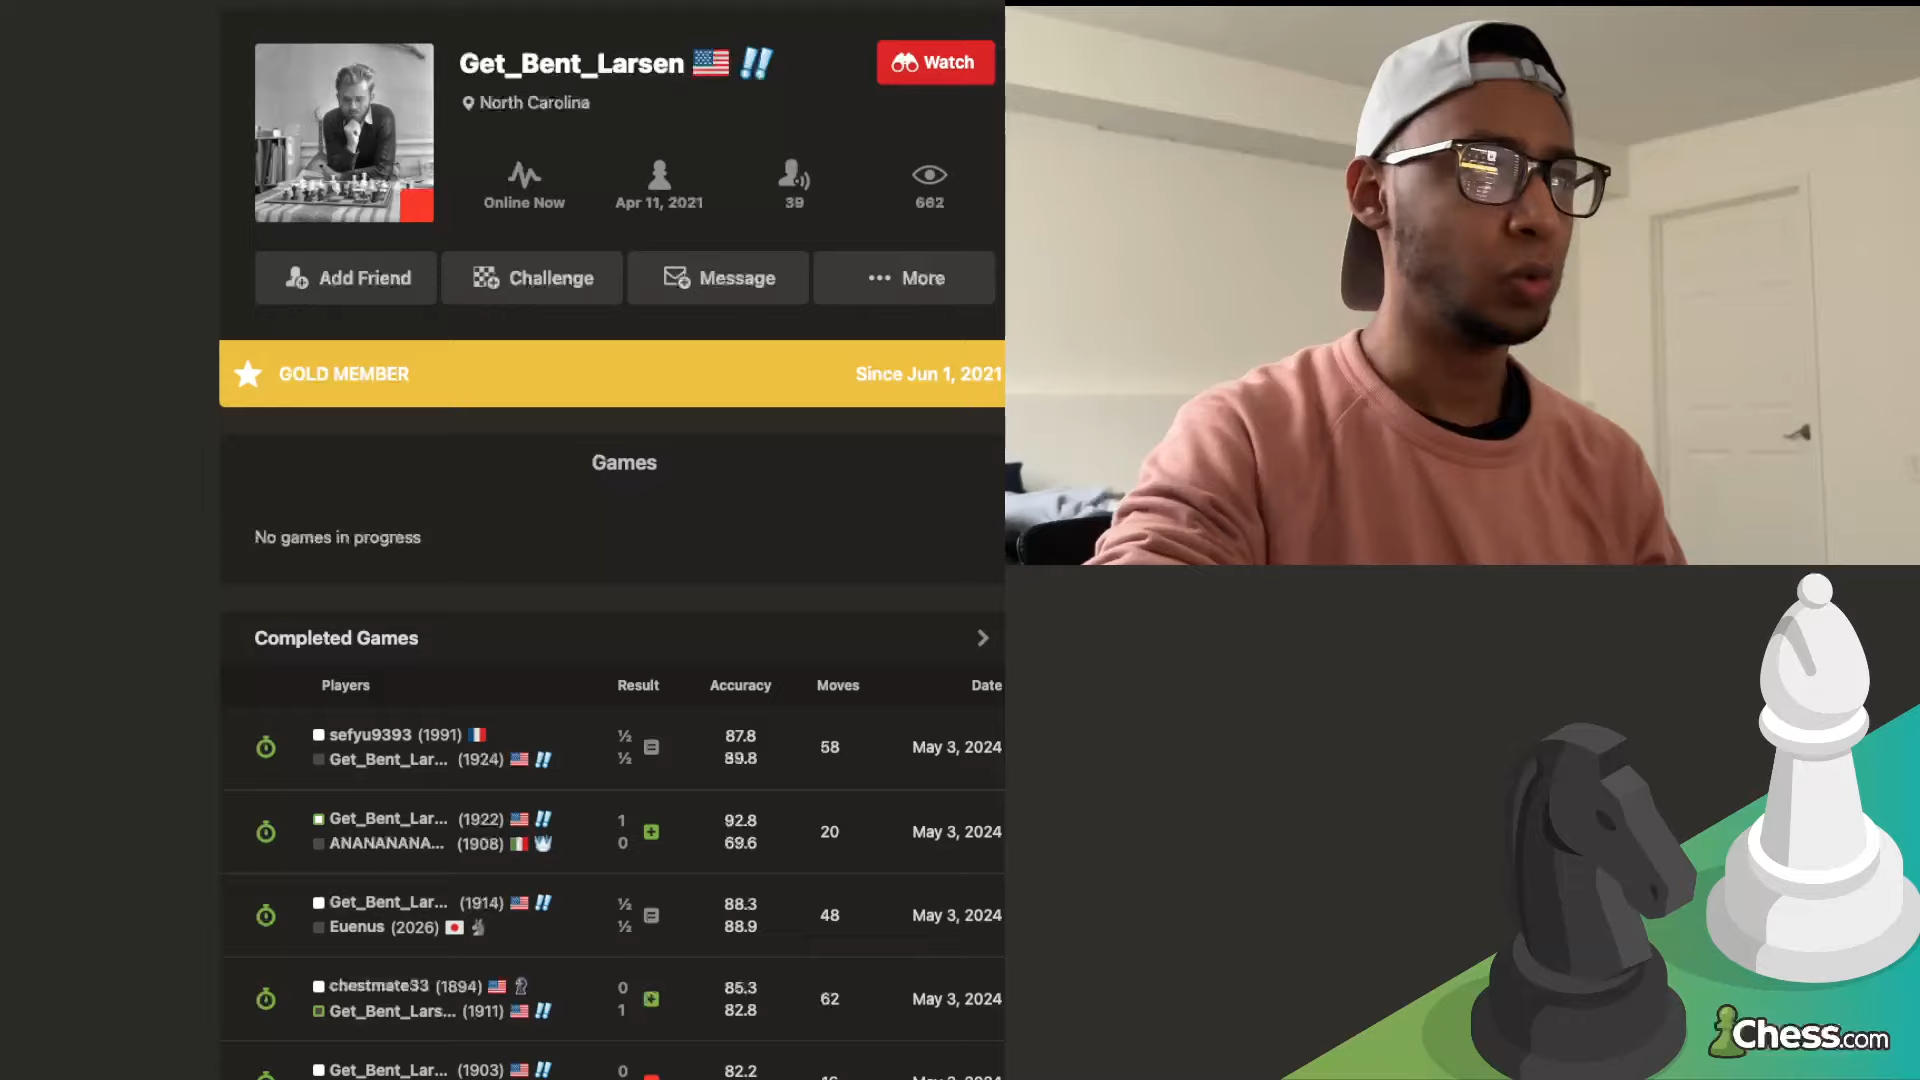 Get_Bent_Larsen
Watch
North Carolina
Online Now
Apr 11, 2021
39
662
Add Friend
Challenge
Message
More
GOLD MEMBER
Since Jun 1, 2021
Games
No games in progress
Completed Games
Players Result Accuracy Moves Date
sefyu9393 (1991) ½ 87.8
58 May 3, 2024
Get_Bent_Lar... (1924) ½ 89.8
Get_Bent_Lar... (1922) 1 92.8
20 May 3, 2024
ANANANANA... (1908) 0 69.6
Get_Bent_Lar... (1914) ½ 88.3
48 May 3, 2024
Euenus (2026) ½ 88.9
chestmate33 (1894) 0 85.3
62 May 3, 2024
Get_Bent_Lars... (1911) 1 82.8
Get_Bent_Lar... (1903) 0 82.2
Chess.com